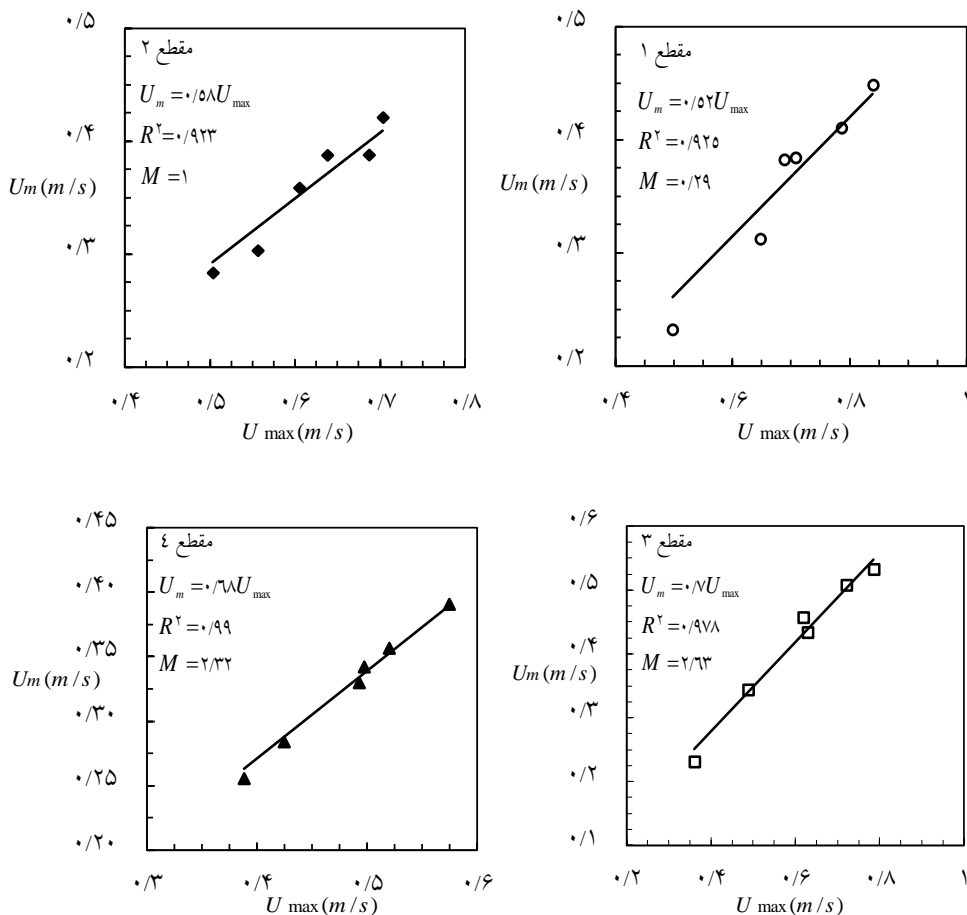 مقطع ۱
U_m = ۰/۵۲U_max
R^۲ = ۰/۹۲۵
M = ۰/۲۹
۰/۵
۰/۴
۰/۳
۰/۲
Um (m/s)
۰/۴ ۰/۶ ۰/۸ ۱
U max (m/s)
مقطع ۲
U_m = ۰/۵۸U_max
R^۲ = ۰/۹۲۳
M = ۱
۰/۵
۰/۴
۰/۳
۰/۲
Um (m/s)
۰/۴ ۰/۵ ۰/۶ ۰/۷ ۰/۸
U max (m/s)
مقطع ۳
U_m = ۰/۷U_max
R^۲ = ۰/۹۷۸
M = ۲/۶۳
۰/۶
۰/۵
۰/۴
۰/۳
۰/۲
۰/۱
Um (m/s)
۰/۲ ۰/۴ ۰/۶ ۰/۸ ۱
U max (m/s)
مقطع ٤
U_m = ۰/۶۸U_max
R^۲ = ۰/۹۹
M = ۲/۳۲
۰/۴۵
۰/۴۰
۰/۳۵
۰/۳۰
۰/۲۵
۰/۲۰
Um (m/s)
۰/۳ ۰/۴ ۰/۵ ۰/۶
U max (m/s)